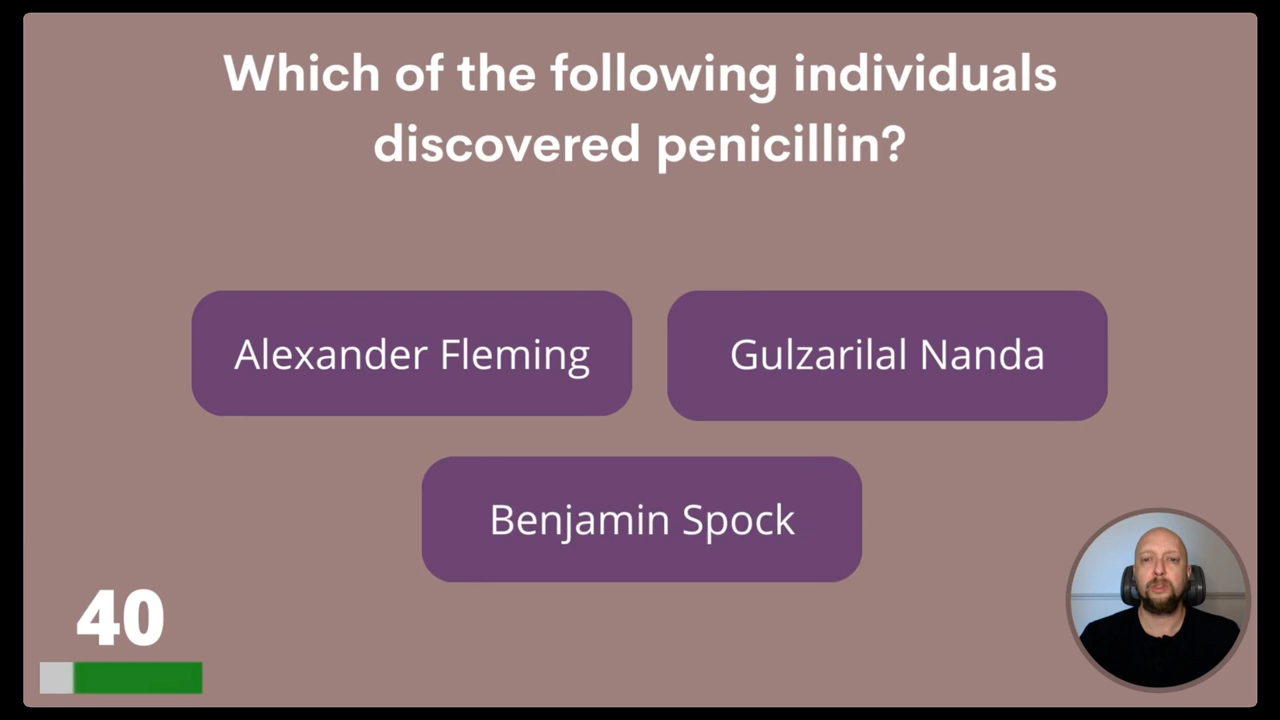 Which of the following individuals
discovered penicillin?
Alexander Fleming
Gulzarilal Nanda
Benjamin Spock
40